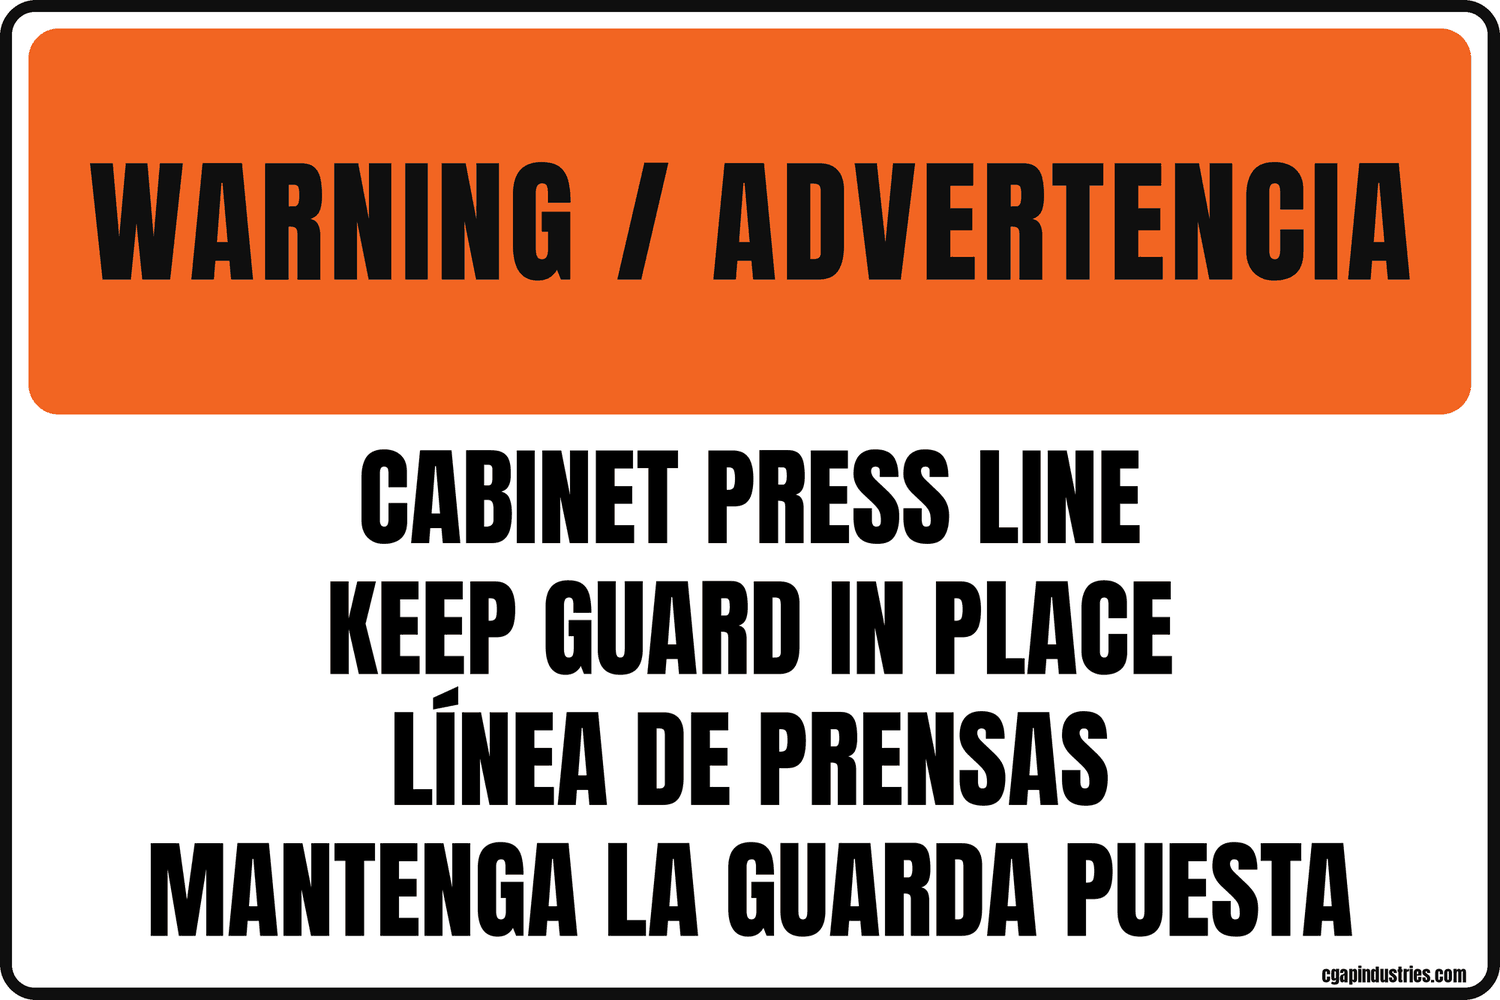 WARNING / ADVERTENCIA
CABINET PRESS LINE
KEEP GUARD IN PLACE
LÍNEA DE PRENSAS
MANTENGA LA GUARDA PUESTA
cgapindustries.com